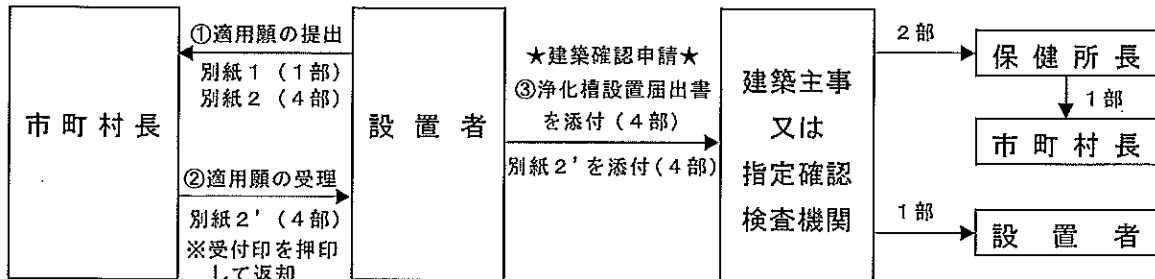 市町村長
①適用願の提出
別紙1(1部)
別紙2(4部)
②適用願の受理
別紙2'(4部)
※受付印を押印
して返却
設置者
★建築確認申請★
③浄化槽設置届出書
を添付(4部)
別紙2'を添付(4部)
建築主事
又は
指定確認
検査機関
2部
保健所長
1部
市町村長
1部
設置者